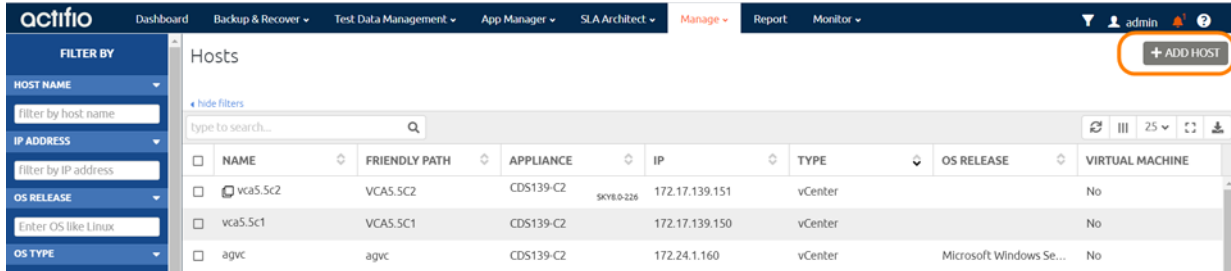 actifio Dashboard Backup & Recover Test Data Management App Manager SLA Architect Manage Report Monitor admin 1 ?
FILTER BY
Hosts
+ ADD HOST
HOST NAME
filter by host name
hide filters
type to search...
25
IP ADDRESS
filter by IP address
OS RELEASE
Enter OS like Linux
OS TYPE
NAME FRIENDLY PATH APPLIANCE IP TYPE OS RELEASE VIRTUAL MACHINE
vca5.5c2 VCA5.5C2 CDS139-C2 SKY8.0-226 172.17.139.151 vCenter No
vca5.5c1 VCA5.5C1 CDS139-C2 172.17.139.150 vCenter No
agvc agvc CDS139-C2 172.24.1.160 vCenter Microsoft Windows Se... No